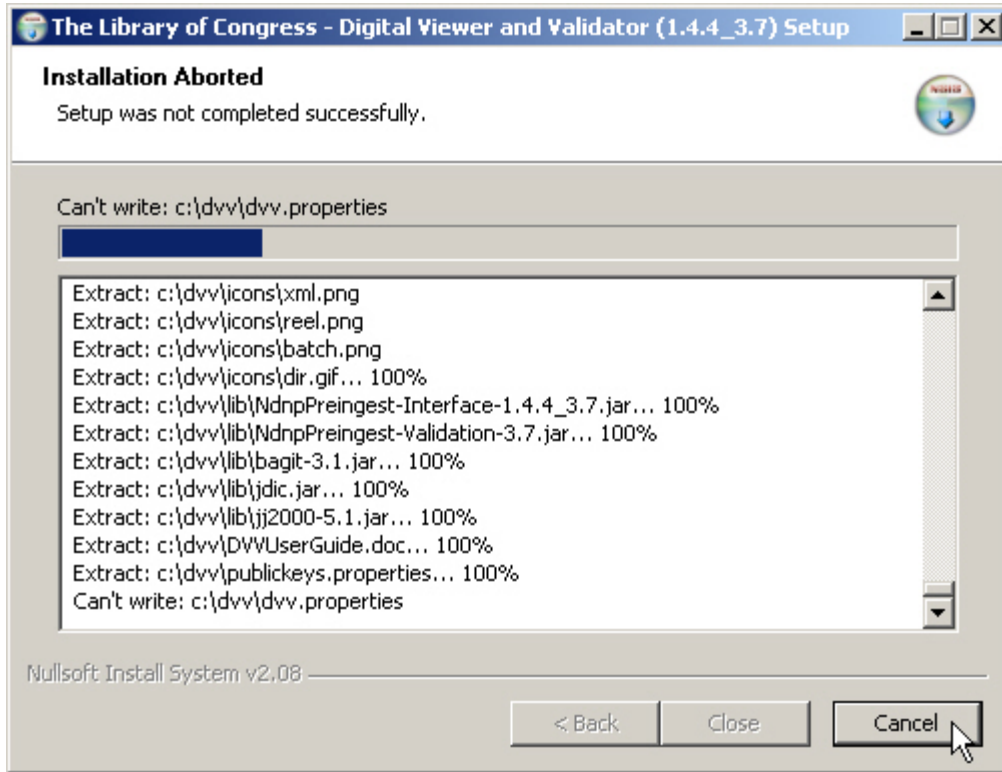 The Library of Congress - Digital Viewer and Validator (1.4.4_3.7) Setup
Installation Aborted
Setup was not completed successfully.
Can't write: c:\dvv\dvv.properties
Extract: c:\dvv\icons\xml.png
Extract: c:\dvv\icons\reel.png
Extract: c:\dvv\icons\batch.png
Extract: c:\dvv\icons\dir.gif... 100%
Extract: c:\dvv\lib\NdnpPreingest-Interface-1.4.4_3.7.jar... 100%
Extract: c:\dvv\lib\NdnpPreingest-Validation-3.7.jar... 100%
Extract: c:\dvv\lib\bagit-3.1.jar... 100%
Extract: c:\dvv\lib\jdic.jar... 100%
Extract: c:\dvv\lib\jj2000-5.1.jar... 100%
Extract: c:\dvv\DVVUserGuide.doc... 100%
Extract: c:\dvv\publickeys.properties... 100%
Can't write: c:\dvv\dvv.properties
Nullsoft Install System v2.08
< Back
Close
Cancel